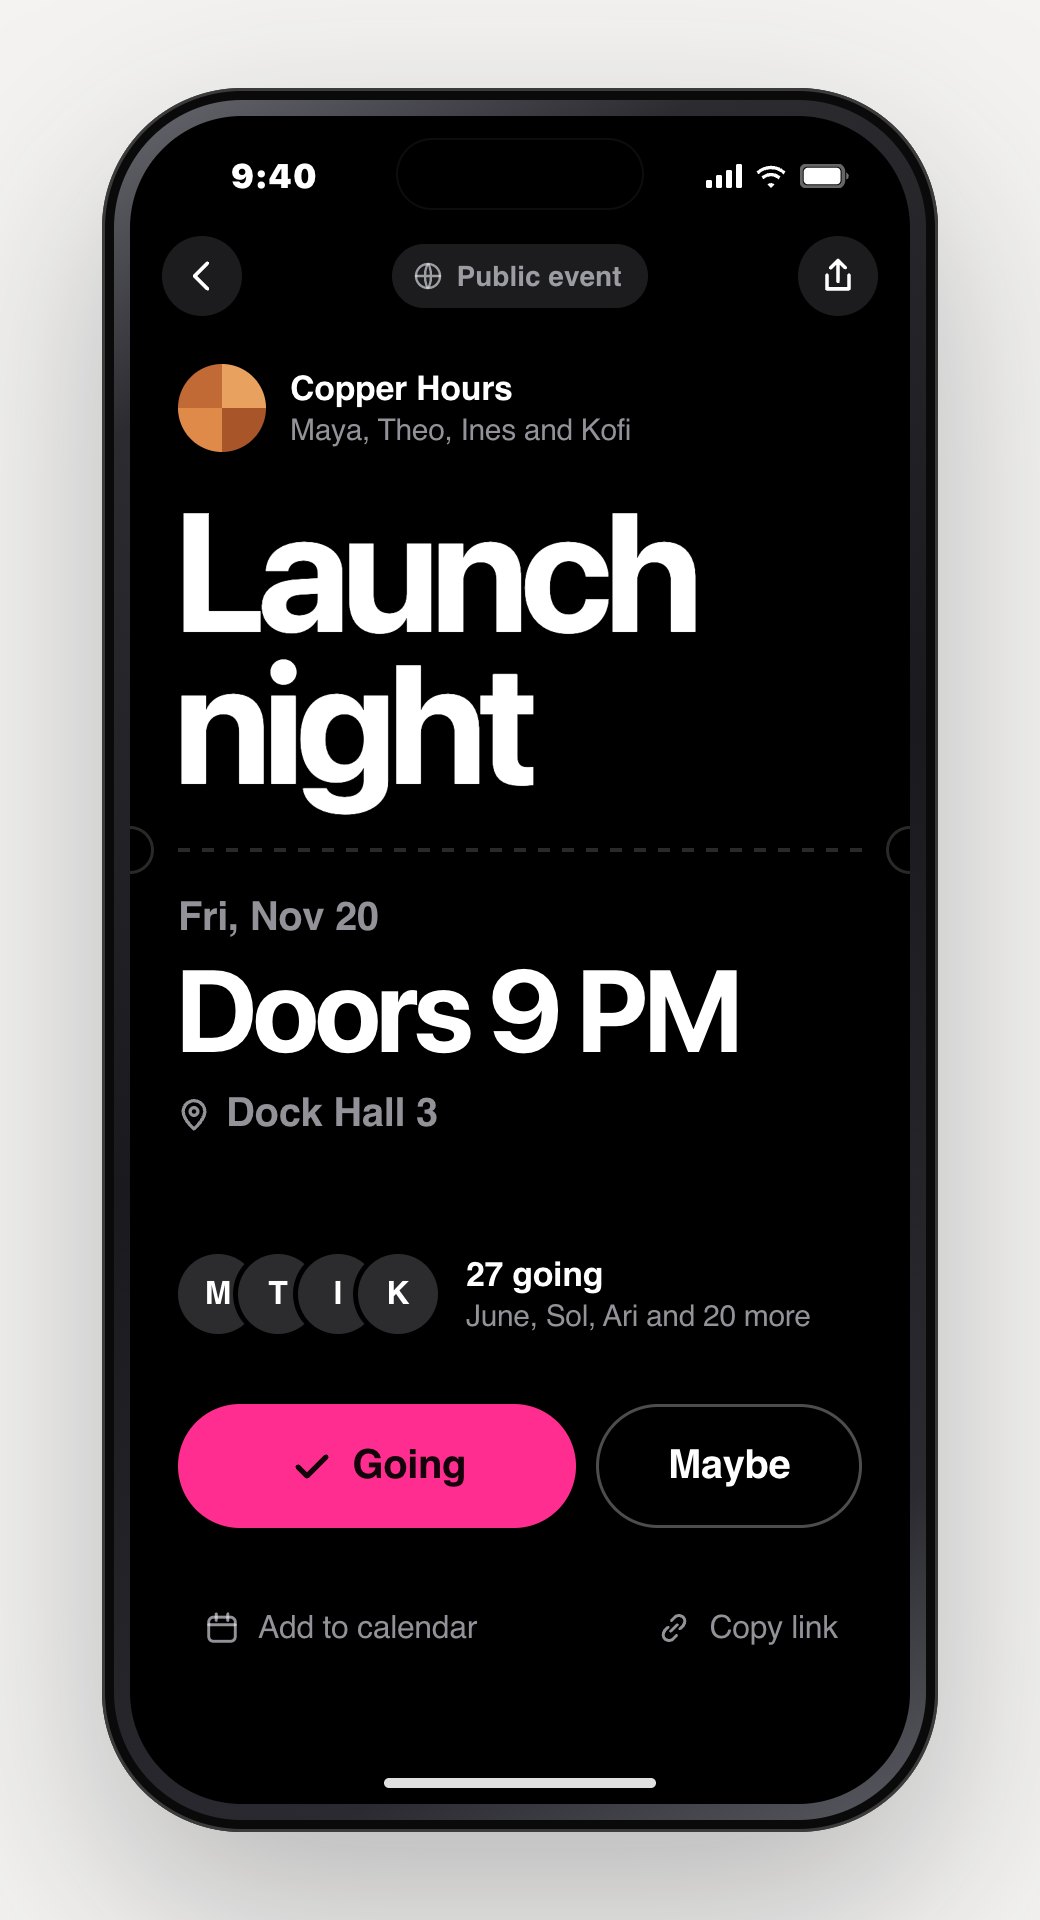 9:40
Public event
Copper Hours
Maya, Theo, Ines and Kofi
Launch
night
Fri, Nov 20
Doors 9 PM
Dock Hall 3
M T I K
27 going
June, Sol, Ari and 20 more
Going
Maybe
Add to calendar
Copy link